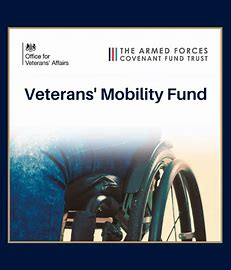 Office for
Veterans' Affairs
THE ARMED FORCES
COVENANT FUND TRUST
Veterans' Mobility Fund